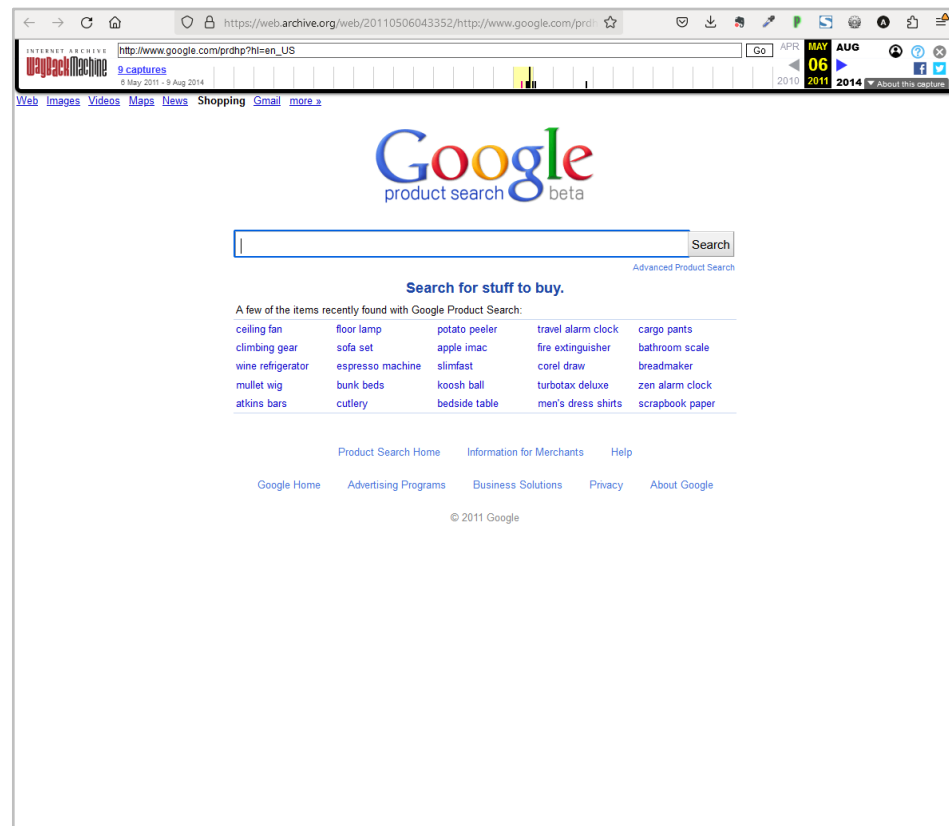 https://web.archive.org/web/20110506043352/http://www.google.com/prdh
INTERNET ARCHIVE
WayBackMachine
http://www.google.com/prdhp?hl=en_US
Go
APR MAY AUG
9 captures
06
6 May 2011 - 9 Aug 2014
2010 2011 2014
About this capture
Web Images Videos Maps News Shopping Gmail more »
Google
product search beta
Search
Advanced Product Search
Search for stuff to buy.
A few of the items recently found with Google Product Search:
ceiling fan floor lamp potato peeler travel alarm clock cargo pants
climbing gear sofa set apple imac fire extinguisher bathroom scale
wine refrigerator espresso machine slimfast corel draw breadmaker
mullet wig bunk beds koosh ball turbotax deluxe zen alarm clock
atkins bars cutlery bedside table men's dress shirts scrapbook paper
Product Search Home Information for Merchants Help
Google Home Advertising Programs Business Solutions Privacy About Google
© 2011 Google